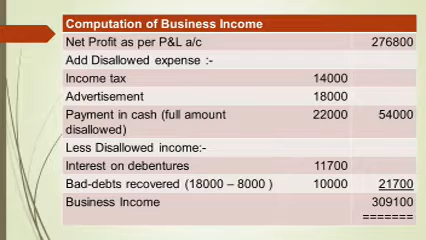 Computation of Business Income
Net Profit as per P&L a/c 276800
Add Disallowed expense :-
Income tax 14000
Advertisement 18000
Payment in cash (full amount 22000 54000
disallowed)
Less Disallowed income:-
Interest on debentures 11700
Bad-debts recovered (18000 – 8000 ) 10000 21700
Business Income 309100
=======